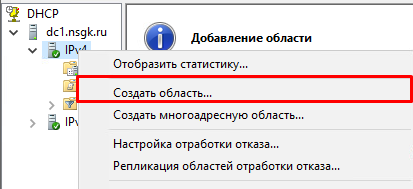 DHCP
dc1.nsgk.ru
IPv4
Добавление области
Отобразить статистику...
Создать область...
Создать многоадресную область...
Настройка отработки отказа...
Репликация областей отработки отказа...